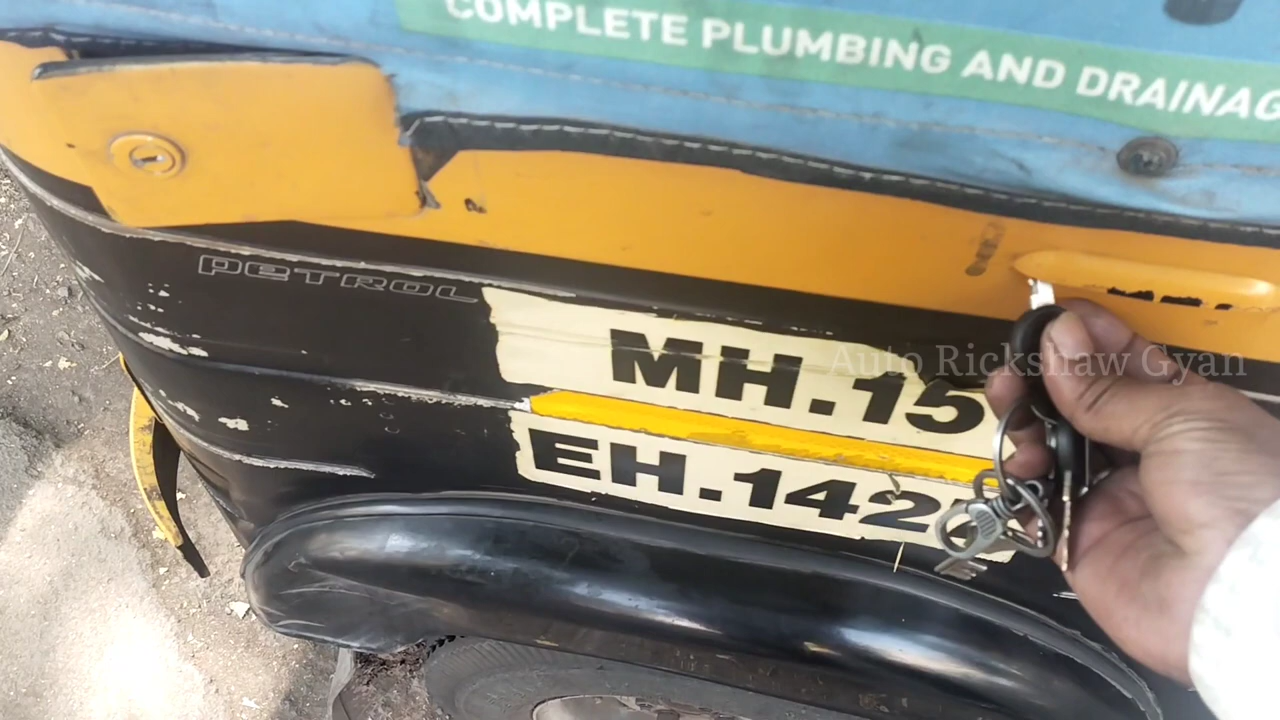 COMPLETE PLUMBING AND DRAINAG
PETROL
MH.15
Auto Rickshaw Gyan
EH.142